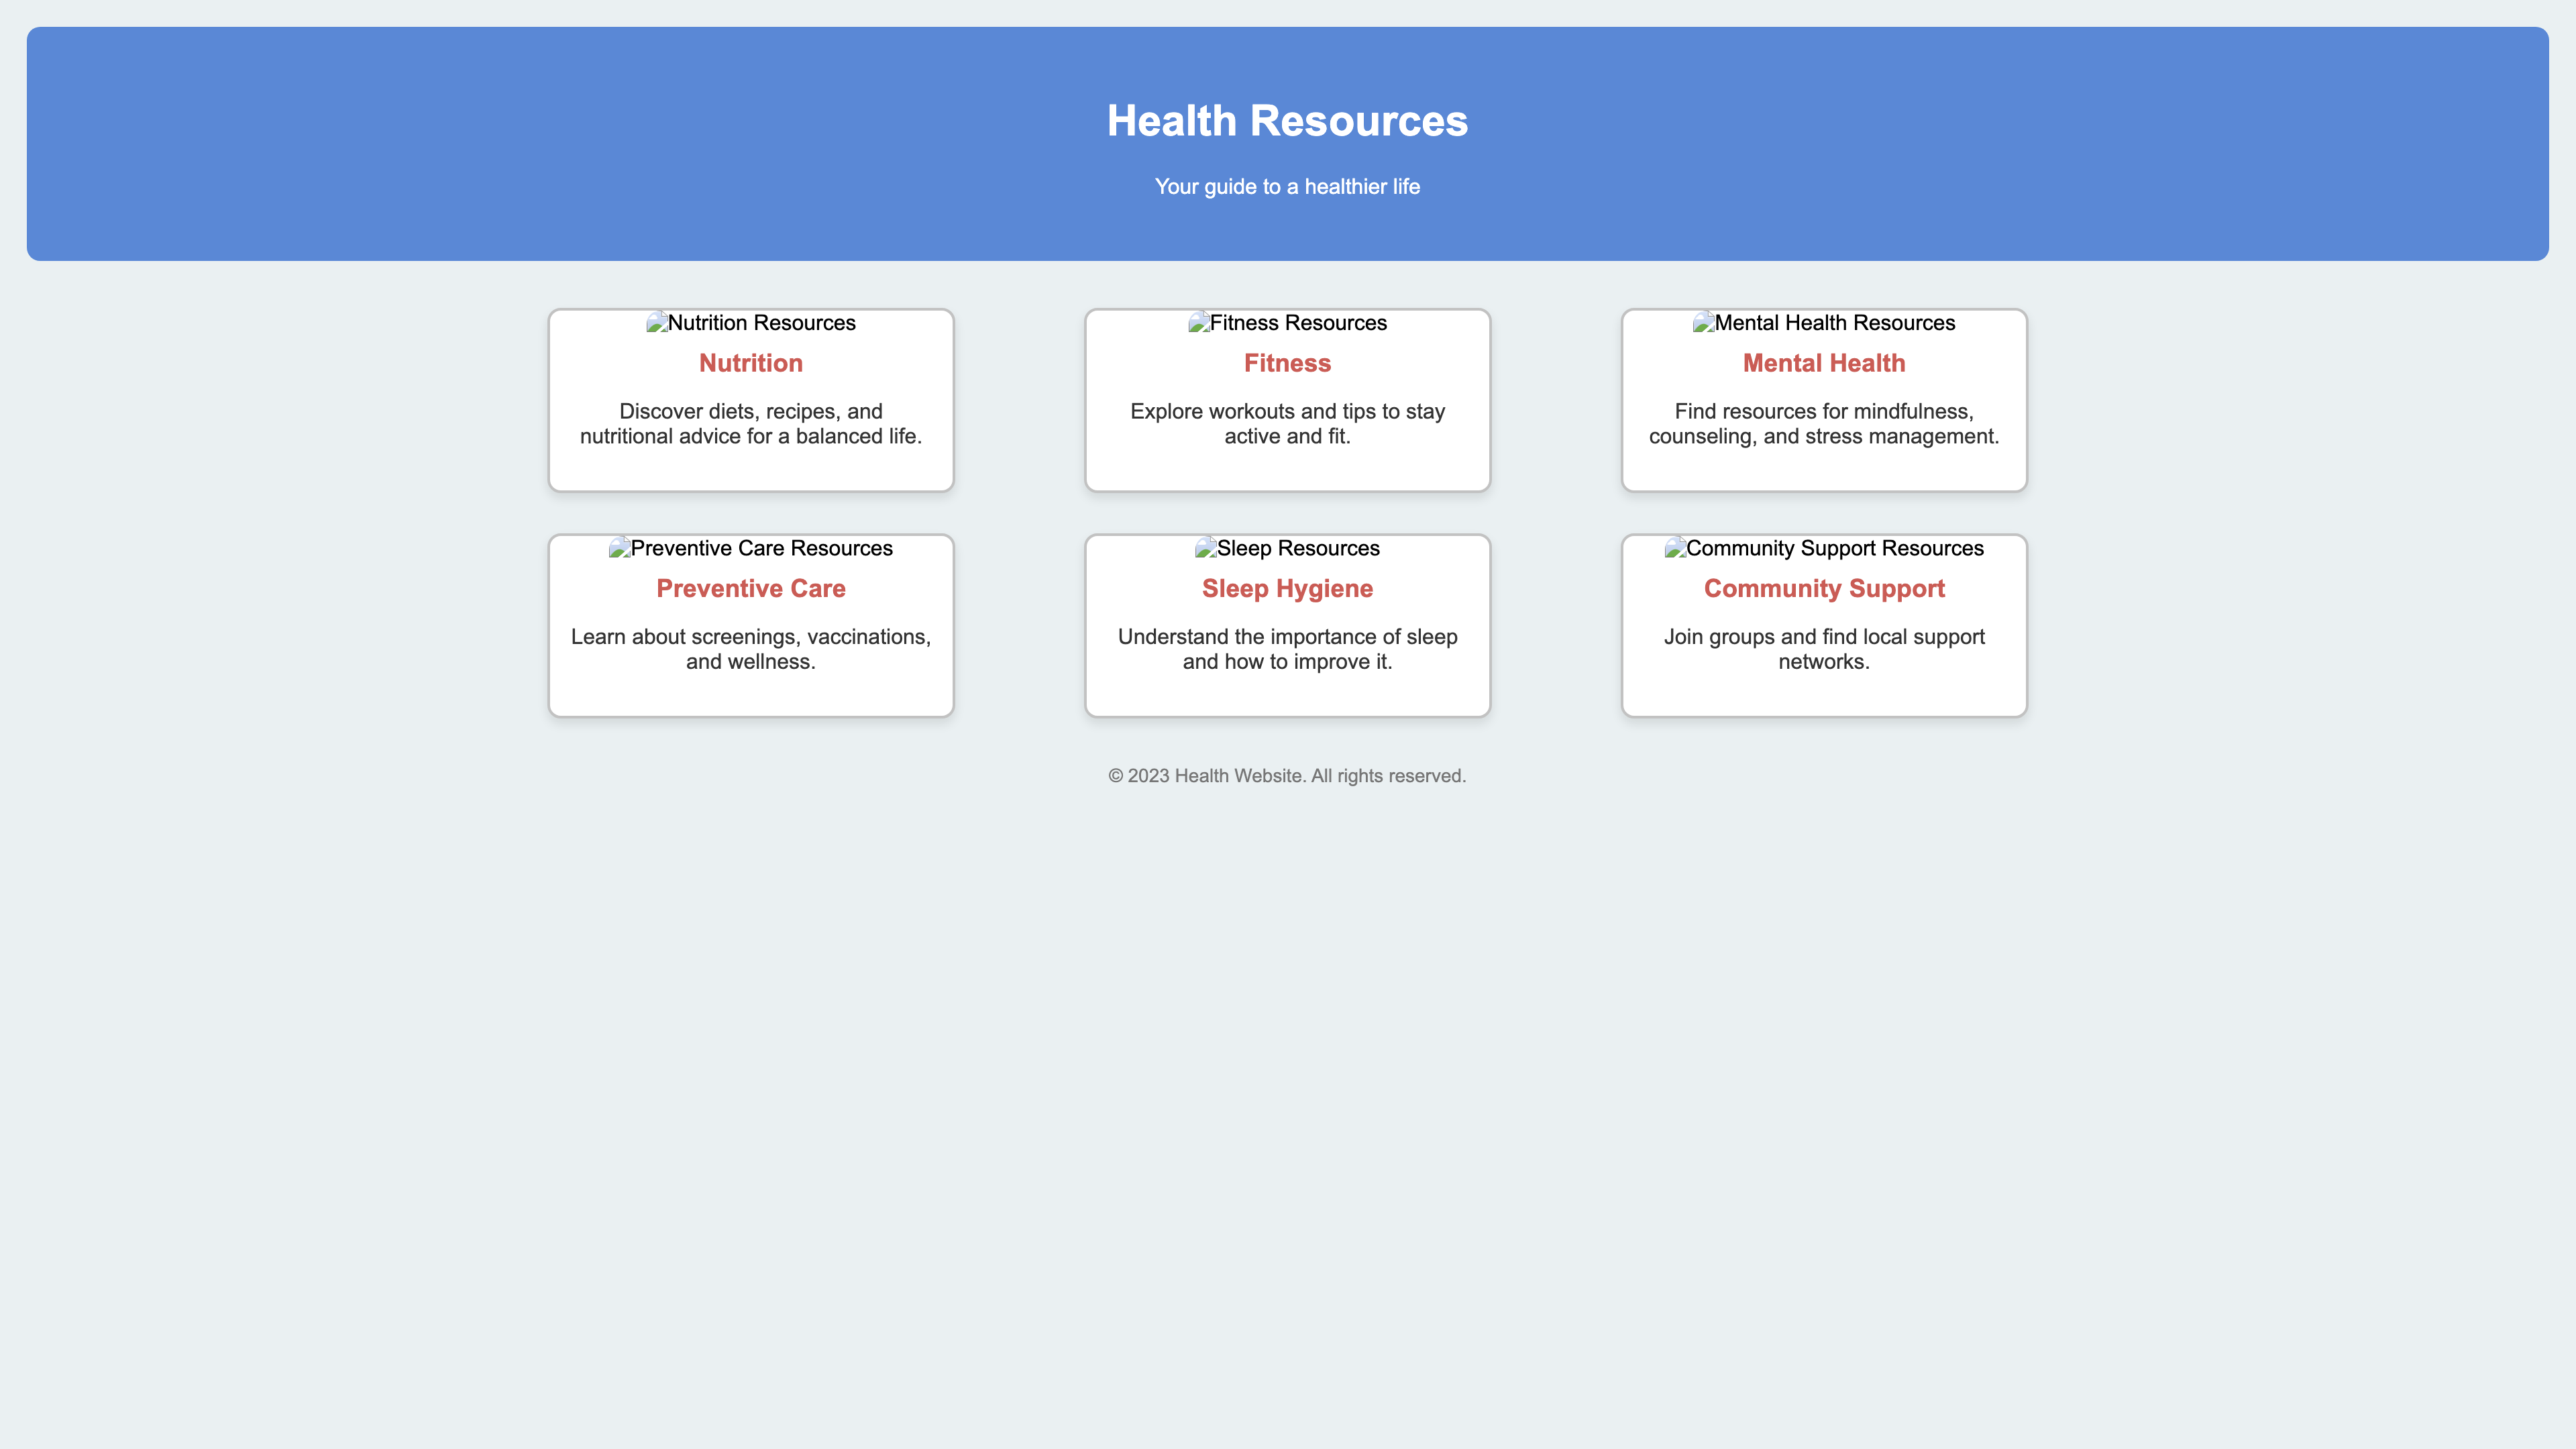 Health Resources
Your guide to a healthier life
Nutrition Resources
Nutrition
Discover diets, recipes, and
nutritional advice for a balanced life.
Fitness Resources
Fitness
Explore workouts and tips to stay
active and fit.
Mental Health Resources
Mental Health
Find resources for mindfulness,
counseling, and stress management.
Preventive Care Resources
Preventive Care
Learn about screenings, vaccinations,
and wellness.
Sleep Resources
Sleep Hygiene
Understand the importance of sleep
and how to improve it.
Community Support Resources
Community Support
Join groups and find local support
networks.
© 2023 Health Website. All rights reserved.